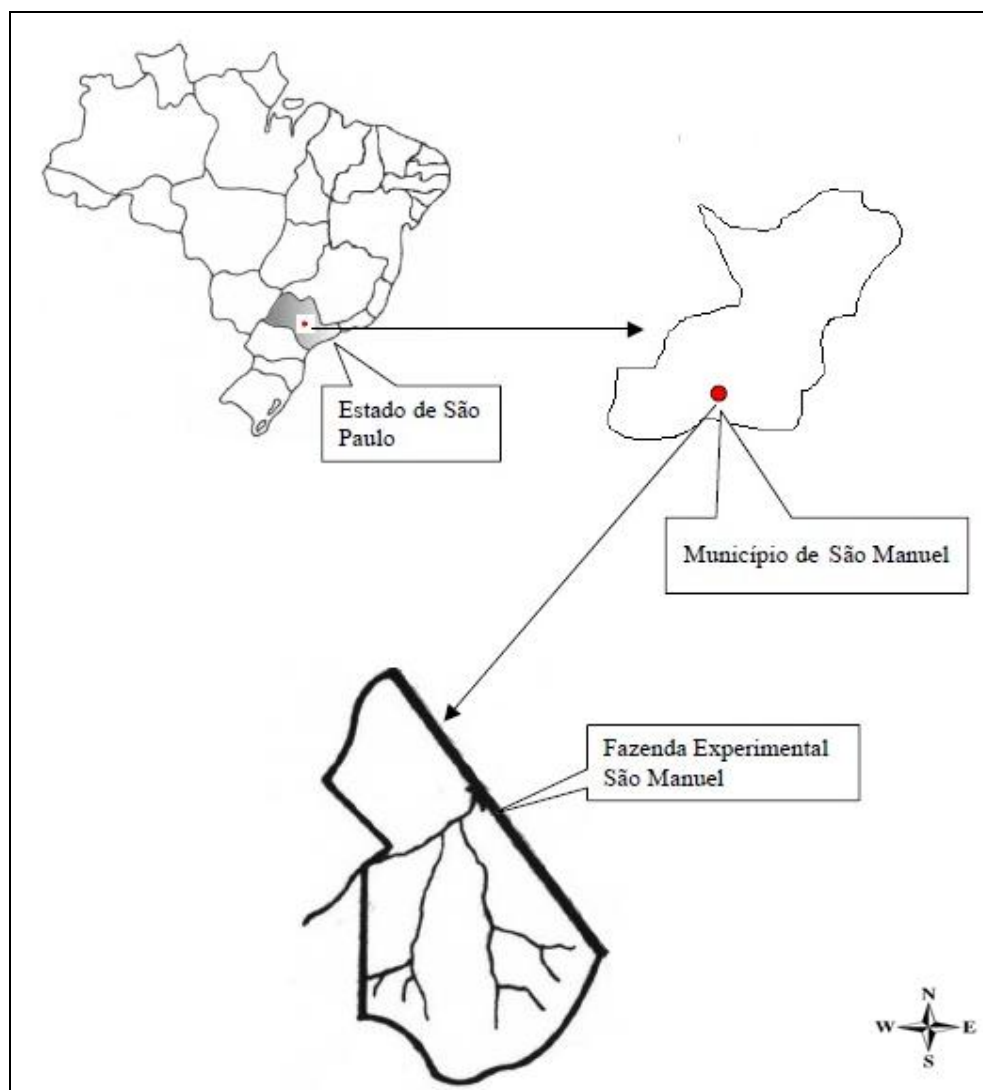 Estado de São
Paulo
Município de São Manuel
Fazenda Experimental
São Manuel
N
W E
S